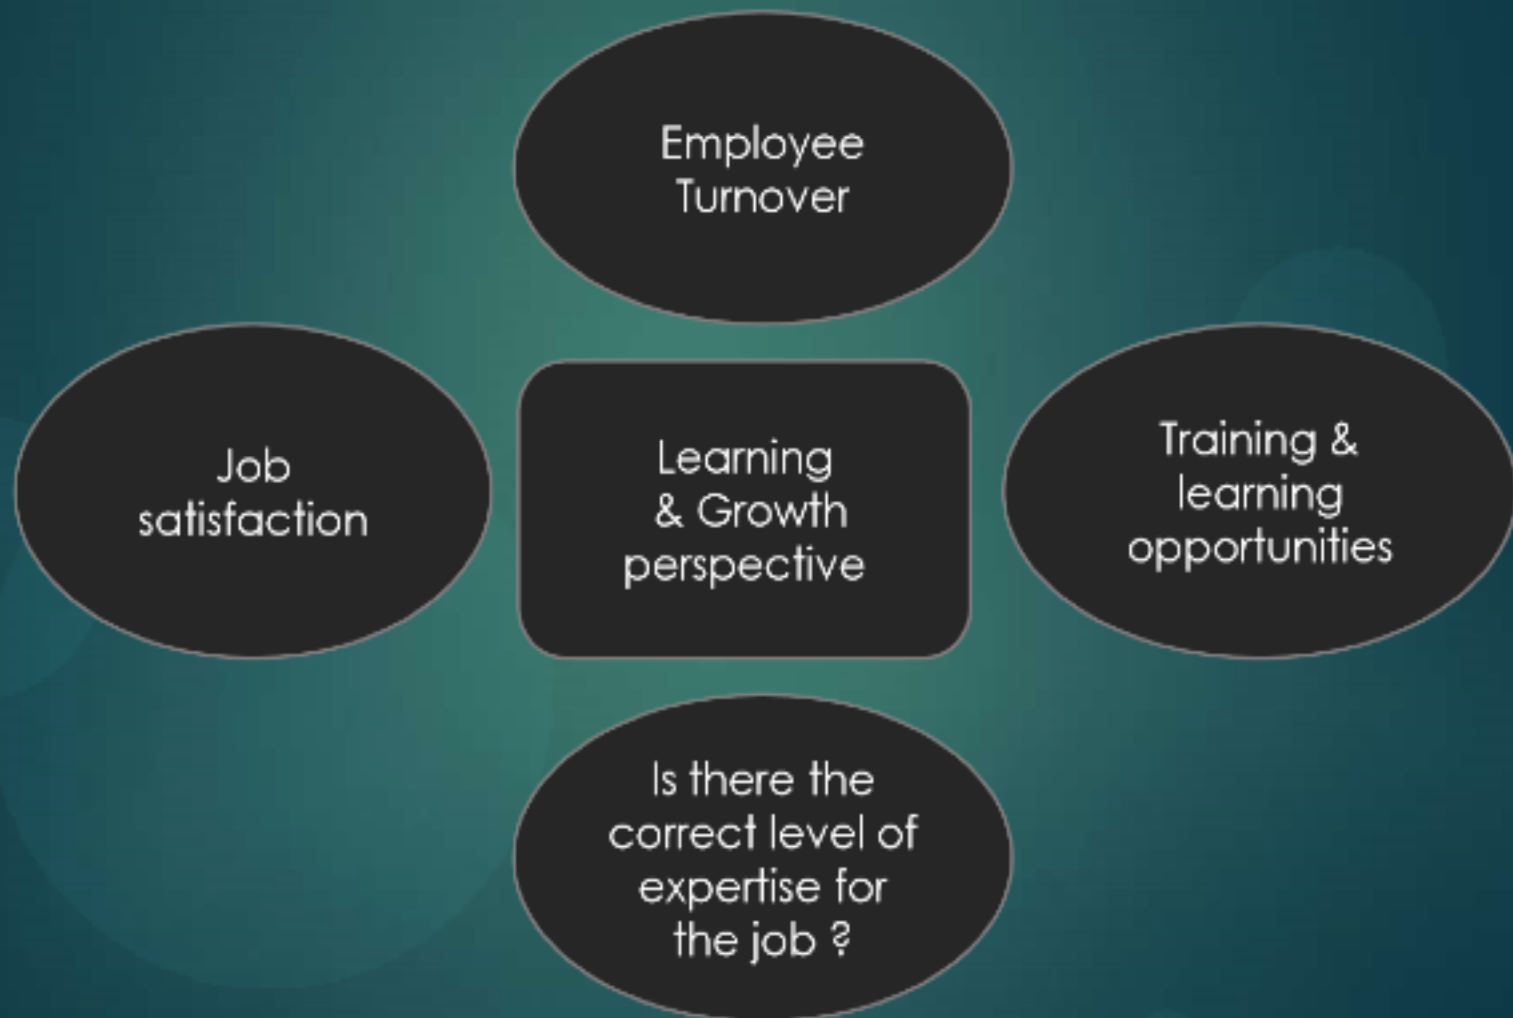 Employee
Turnover
Job
satisfaction
Learning
& Growth
perspective
Training &
learning
opportunities
Is there the
correct level of
expertise for
the job ?